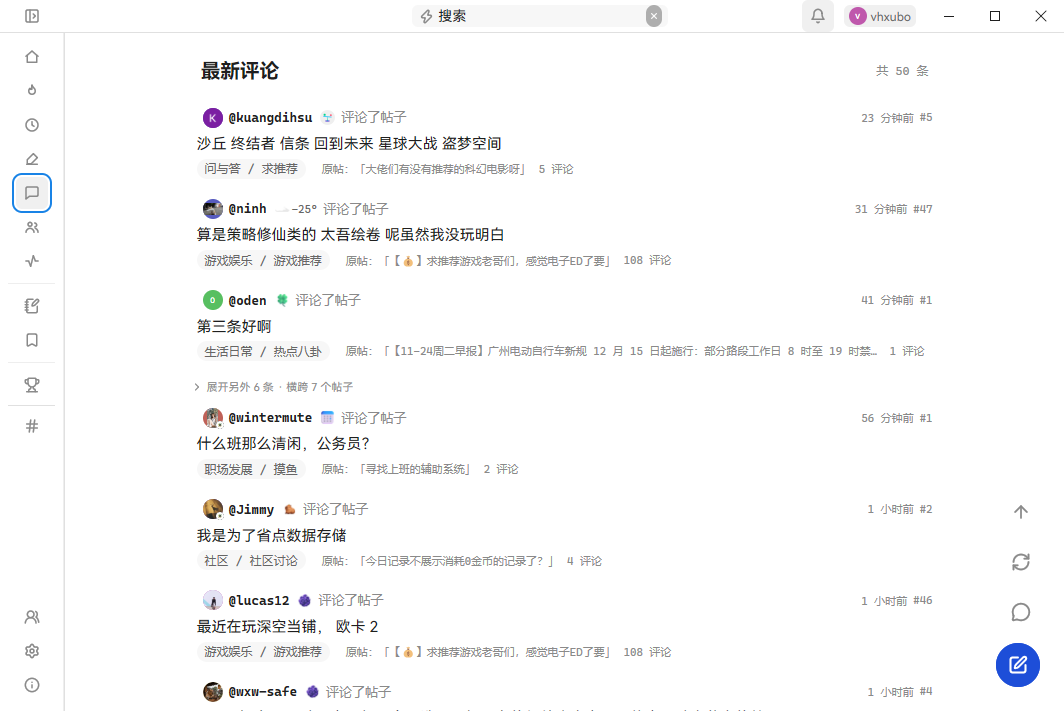 搜索
v vhxubo
最新评论 共 50 条
K @kuangdihsu 评论了帖子 23 分钟前 #5
沙丘 终结者 信条 回到未来 星球大战 盗梦空间
问与答 / 求推荐 原帖: 「大佬们有没有推荐的科幻电影呀」 5 评论
@ninh −25° 评论了帖子 31 分钟前 #47
算是策略修仙类的 太吾绘卷 呢虽然我没玩明白
游戏娱乐 / 游戏推荐 原帖: 「【💰】求推荐游戏老哥们，感觉电子ED了要」 108 评论
O @oden 🍀 评论了帖子 41 分钟前 #1
第三条好啊
生活日常 / 热点八卦 原帖: 「【11-24周二早报】广州电动自行车新规 12 月 15 日起施行：部分路段工作日 8 时至 19 时禁… 1 评论
展开另外 6 条 · 横跨 7 个帖子
@wintermute 评论了帖子 56 分钟前 #1
什么班那么清闲，公务员?
职场发展 / 摸鱼 原帖: 「寻找上班的辅助系统」 2 评论
@Jimmy 评论了帖子 1 小时前 #2
我是为了省点数据存储
社区 / 社区讨论 原帖: 「今日记录不展示消耗0金币的记录了？」 4 评论
@lucas12 评论了帖子 1 小时前 #46
最近在玩深空当铺， 欧卡 2
游戏娱乐 / 游戏推荐 原帖: 「【💰】求推荐游戏老哥们，感觉电子ED了要」 108 评论
@wxw-safe 评论了帖子 1 小时前 #4